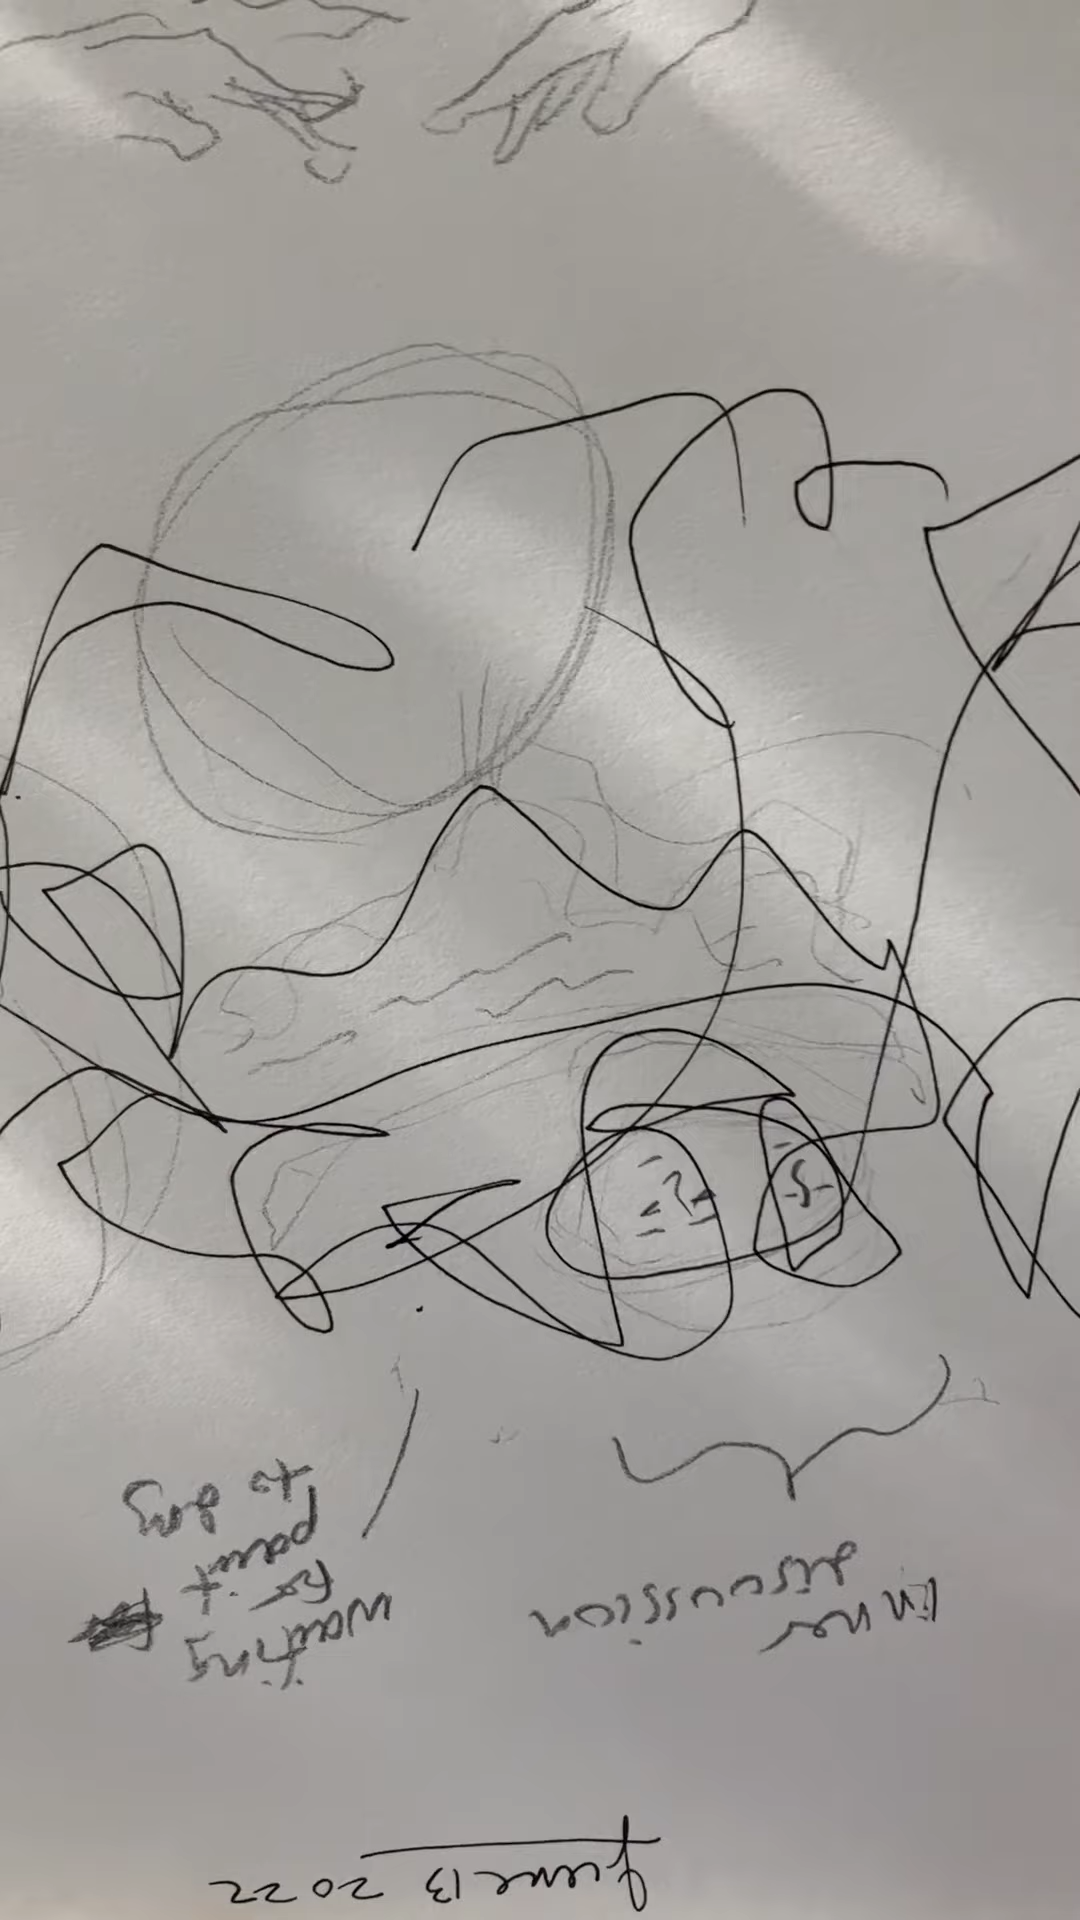 June 13 2022
inner
discussion
waiting
for
paint
to dry